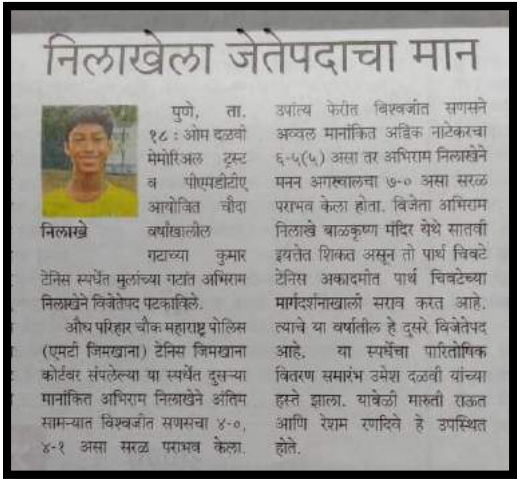 निलाखेला जेतेपदाचा मान
पुणे, ता.
१८ : ओम दळवी
मेमोरिअल ट्रस्ट
व पीएमडीटीए
आयोजित चौदा
वर्षांखालील
गटाच्या कुमार
निलाखे
टेनिस स्पर्धेत मुलांच्या गटांत अभिराम
निलाखेने विजेतेपद पटकाविले.
औंध परिहार चौक महाराष्ट्र पोलिस
(एमटी जिमखाना) टेनिस जिमखाना
कोर्टवर संपलेल्या या स्पर्धेत दुसऱ्या
मानांकित अभिराम निलाखेने अंतिम
सामन्यात विश्वजीत सणसचा ४-०,
४-१ असा सरळ पराभव केला.
उपांत्य फेरीत विश्वजीत सणसने
अव्वल मानांकित अद्विक नाटेकरचा
६-५(५) असा तर अभिराम निलाखेने
मनन अगरवालचा ७-० असा सरळ
पराभव केला होता. विजेता अभिराम
निलाखे बाळकृष्ण मंदिर येथे सातवी
इयत्तेत शिकत असून तो पार्थ चिवटे
टेनिस अकादमीत पार्थ चिवटेच्या
मार्गदर्शनाखाली सराव करत आहे.
त्याचे या वर्षातील हे दुसरे विजेतेपद
आहे. या स्पर्धेचा पारितोषिक
वितरण समारंभ उमेश दळवी यांच्या
हस्ते झाला. यावेळी मारुती राऊत
आणि रेशम रणदिवे हे उपस्थित
होते.